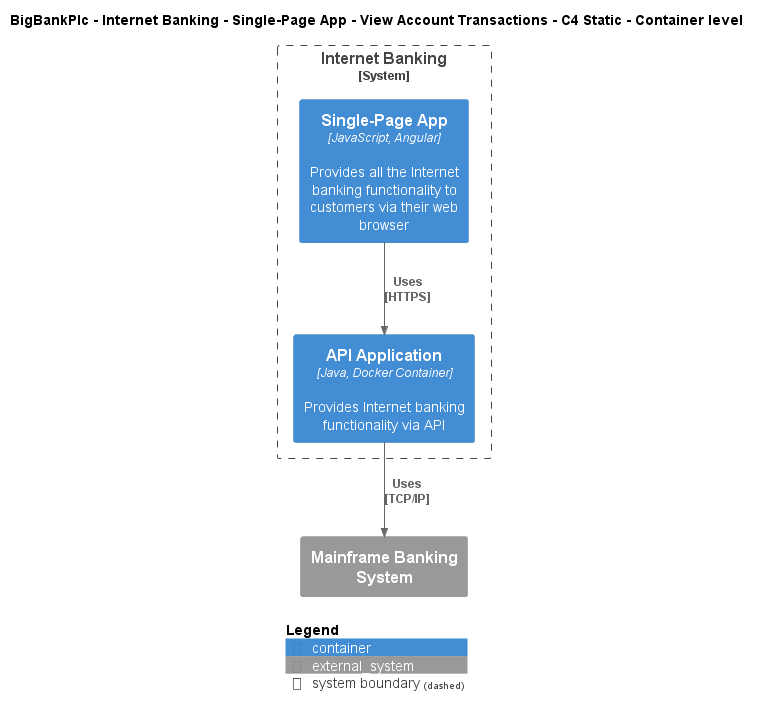 BigBankPlc - Internet Banking - Single-Page App - View Account Transactions - C4 Static - Container level
Internet Banking
[System]
Single-Page App
[JavaScript, Angular]
Provides all the Internet
banking functionality to
customers via their web
browser
Uses
[HTTPS]
API Application
[Java, Docker Container]
Provides Internet banking
functionality via API
Uses
[TCP/IP]
Mainframe Banking
System
Legend
container
external_system
system boundary (dashed)